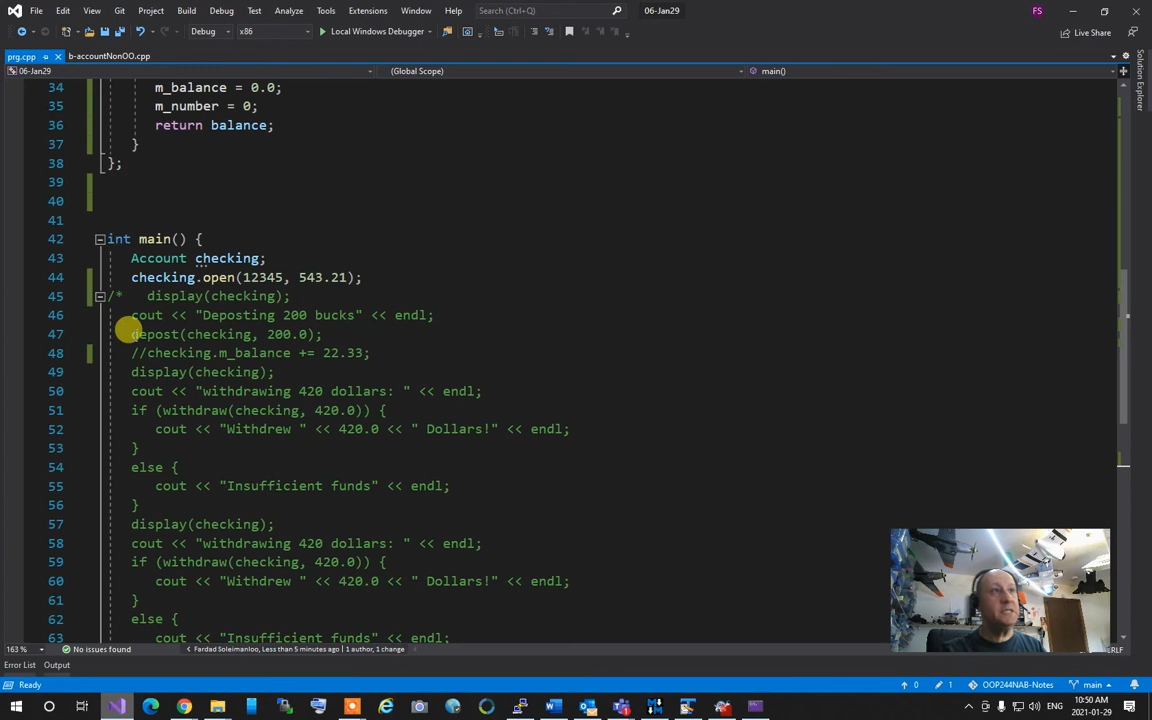 File Edit View Git Project Build Debug Test Analyze Tools Extensions Window Help Search (Ctrl+Q) 06-Jan29 FS
Debug x86 Local Windows Debugger Live Share
prg.cpp b-accountNonOO.cpp
06-Jan29 (Global Scope) main()
Solution Explorer
34 m_balance = 0.0;
35 m_number = 0;
36 return balance;
37 }
38 };
39
40
41
42 int main() {
43 Account checking;
44 checking.open(12345, 543.21);
45 /* display(checking);
46 cout << "Deposting 200 bucks" << endl;
47 depost(checking, 200.0);
48 //checking.m_balance += 22.33;
49 display(checking);
50 cout << "withdrawing 420 dollars: " << endl;
51 if (withdraw(checking, 420.0)) {
52 cout << "Withdrew " << 420.0 << " Dollars!" << endl;
53 }
54 else {
55 cout << "Insufficient funds" << endl;
56 }
57 display(checking);
58 cout << "withdrawing 420 dollars: " << endl;
59 if (withdraw(checking, 420.0)) {
60 cout << "Withdrew " << 420.0 << " Dollars!" << endl;
61 }
62 else {
63 cout << "Insufficient funds" << endl;
163 % No issues found Fardad Soleimanloo, Less than 5 minutes ago | 1 author, 1 change
Error List Output
Ready 0 1 OOP244NAB-Notes main
ENG 10:50 AM
2021-01-29